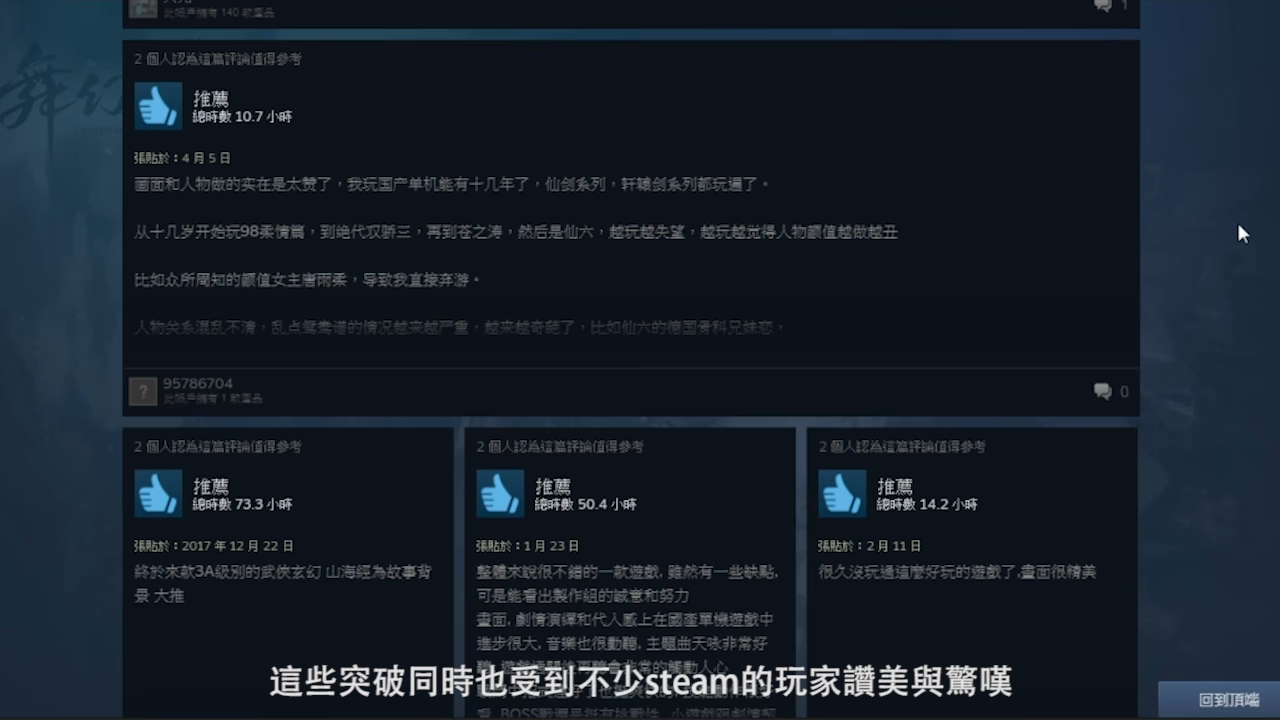 此帳戶擁有 140 款產品
1
2 個人認為這篇評論值得參考
推薦
總時數 10.7 小時
張貼於：4 月 5 日
画面和人物做的实在是太赞了，我玩国产单机能有十几年了，仙剑系列，轩辕剑系列都玩遍了。
从十几岁开始玩98柔情篇，到绝代双骄三，再到苍之涛，然后是仙六，越玩越失望，越玩越觉得人物颜值越做越丑
比如众所周知的颜值女主唐雨柔，导致我直接弃游。
人物关系混乱不清，乱点鸳鸯谱的情况越来越严重，越来越奇葩了，比如仙六的德国骨科兄妹恋，
?
95786704
此帳戶擁有 1 款產品
0
2 個人認為這篇評論值得參考
推薦
總時數 73.3 小時
張貼於：2017 年 12 月 22 日
終於來款3A級別的武俠玄幻 山海經為故事背
景 大推
2 個人認為這篇評論值得參考
推薦
總時數 50.4 小時
張貼於：1 月 23 日
整體來說很不錯的一款遊戲, 雖然有一些缺點,
可是能看出製作組的誠意和努力
畫面, 劇情演繹和代入感上在國產單機遊戲中
進步很大, 音樂也很動聽, 主題曲天咏非常好
2 個人認為這篇評論值得參考
推薦
總時數 14.2 小時
張貼於：2 月 11 日
很久沒玩過這麼好玩的遊戲了,畫面很精美
這些突破同時也受到不少steam的玩家讚美與驚嘆
回到頂端
舞幻